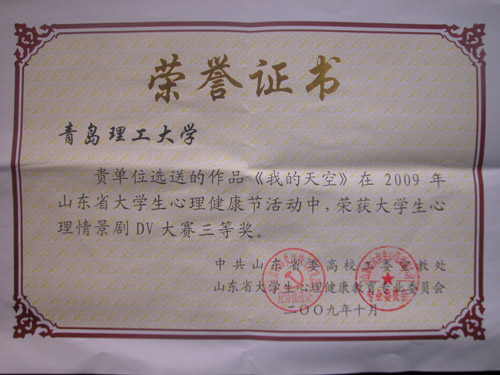 荣誉证书
青岛理工大学
贵单位选送的作品《我的天空》在2009年
山东省大学生心理健康节活动中，荣获大学生心
理情景剧DV大赛三等奖。
中共山东省委高校工委宣教处
山东省大学生心理健康教育专业委员会
二〇〇九年十月